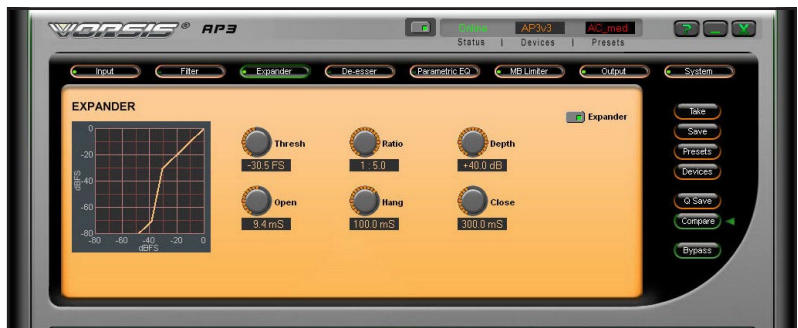 VORSIS® AP3
Online AP3v3 AC_med
Status | Devices | Presets
? _ X
Input Filter Expander De-esser Parametric EQ MB Limiter Output System
EXPANDER
Expander
Thresh Ratio Depth
-30.5 FS 1 : 5.0 +40.0 dB
Open Hang Close
9.4 mS 100.0 mS 300.0 mS
0
-20
-40
-60
-80
dBFS
-80 -60 -40 -20 0
dBFS
Take
Save
Presets
Devices
Q Save
Compare
Bypass